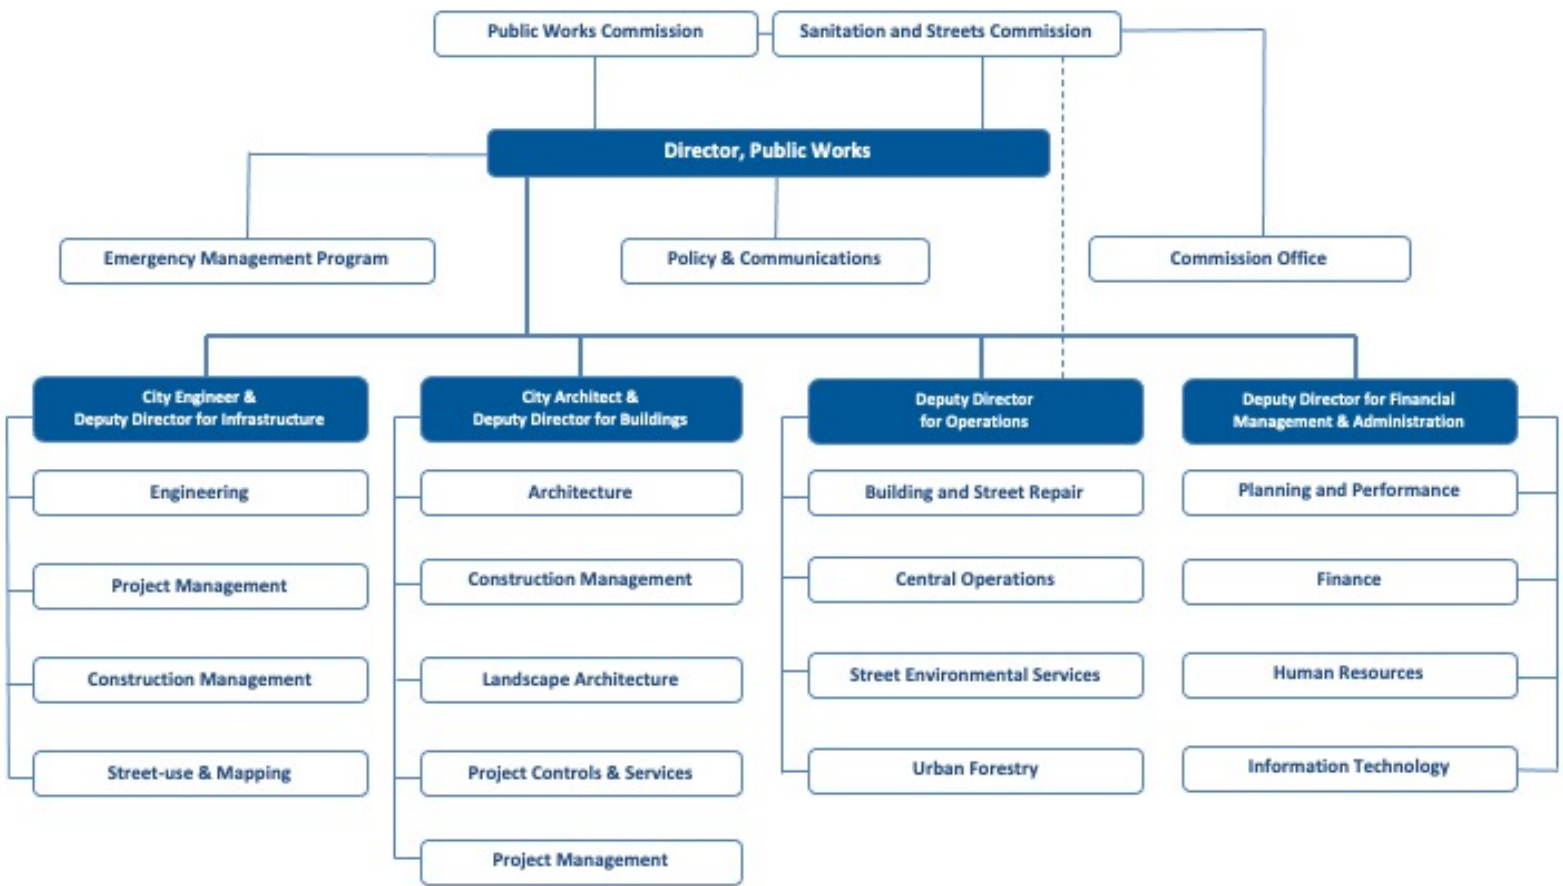 Public Works Commission
Sanitation and Streets Commission
Director, Public Works
Emergency Management Program
Policy & Communications
Commission Office
City Engineer &
Deputy Director for Infrastructure
Engineering
Project Management
Construction Management
Street-use & Mapping
City Architect &
Deputy Director for Buildings
Architecture
Construction Management
Landscape Architecture
Project Controls & Services
Project Management
Deputy Director
for Operations
Building and Street Repair
Central Operations
Street Environmental Services
Urban Forestry
Deputy Director for Financial
Management & Administration
Planning and Performance
Finance
Human Resources
Information Technology